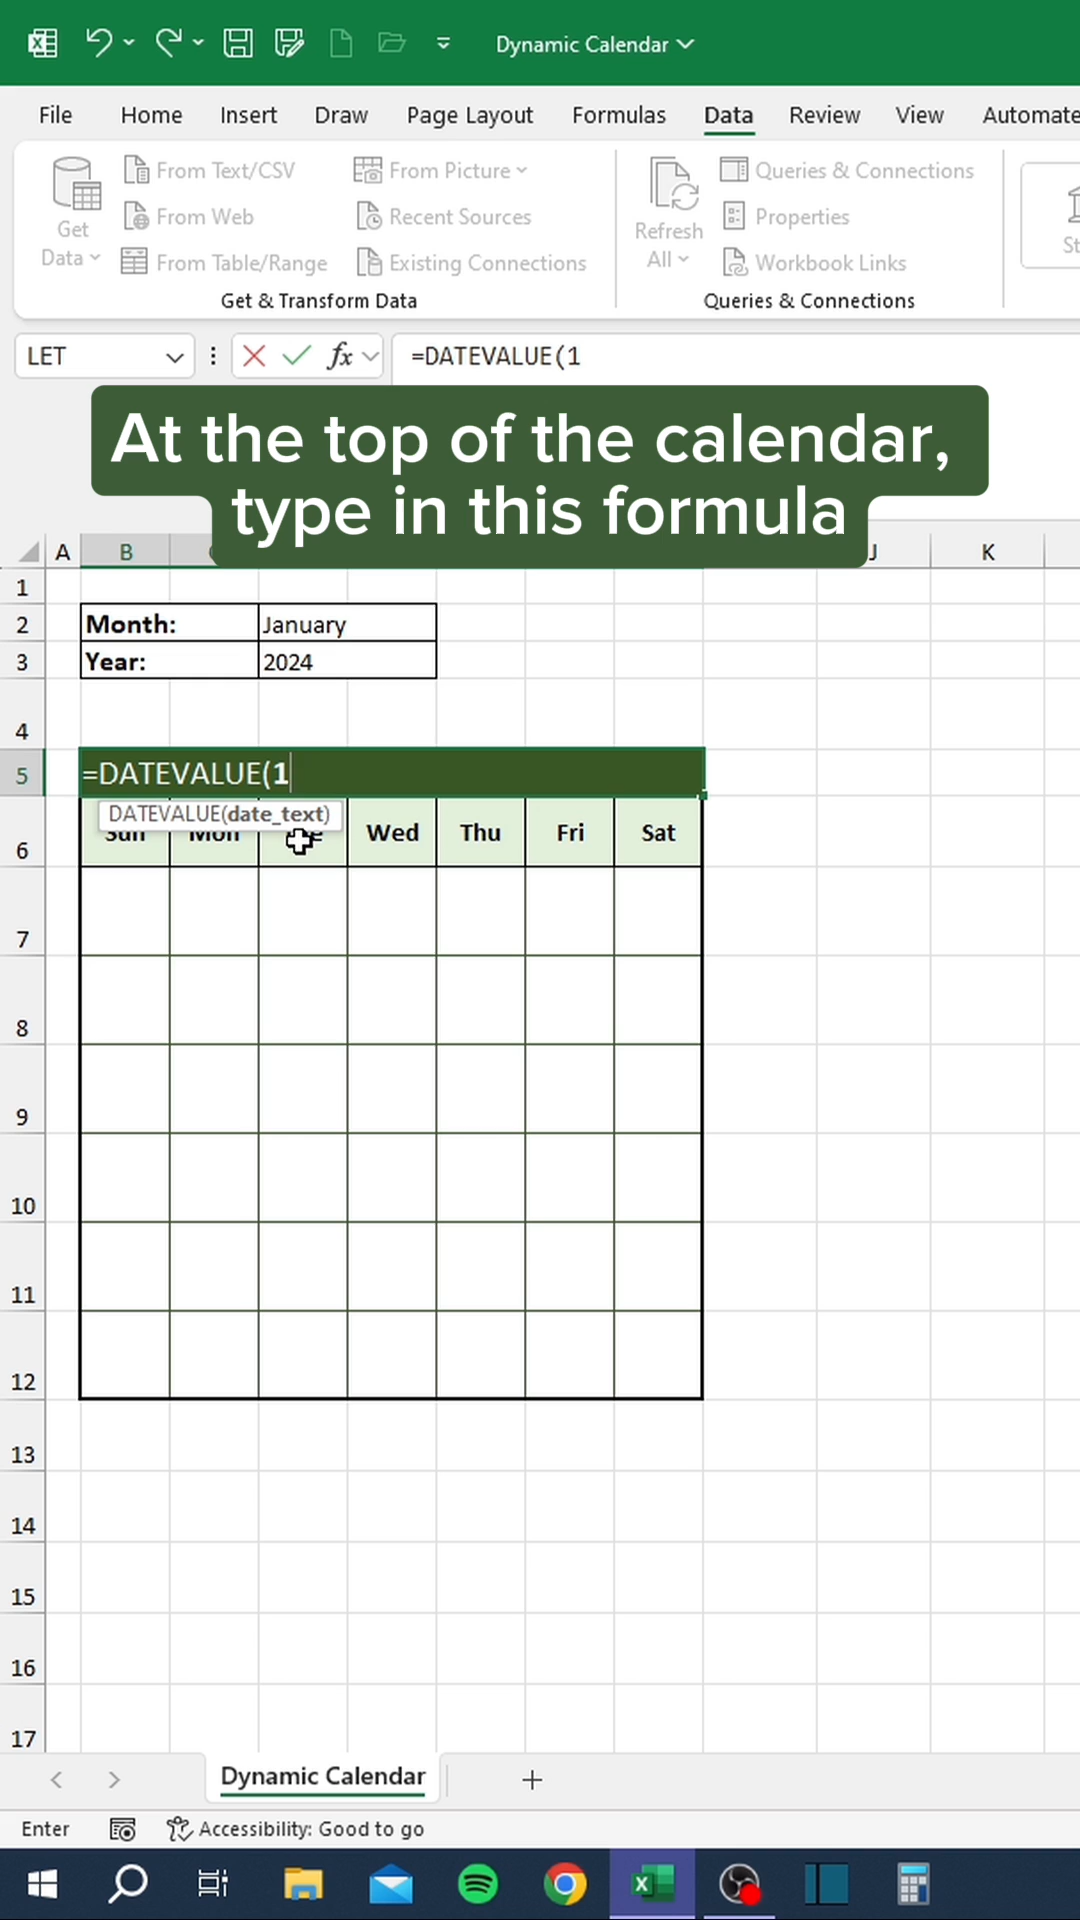 Dynamic Calendar
File Home Insert Draw Page Layout Formulas Data Review View Automate
Get Data
From Text/CSV
From Web
From Table/Range
From Picture
Recent Sources
Existing Connections
Get & Transform Data
Refresh All
Queries & Connections
Properties
Workbook Links
Queries & Connections
St
LET
fx
=DATEVALUE(1
At the top of the calendar,
type in this formula
A B J K
1
2 Month: January
3 Year: 2024
4
5 =DATEVALUE(1
DATEVALUE(date_text)
6 Sun Mon Wed Thu Fri Sat
7
8
9
10
11
12
13
14
15
16
17
Dynamic Calendar
Enter
Accessibility: Good to go